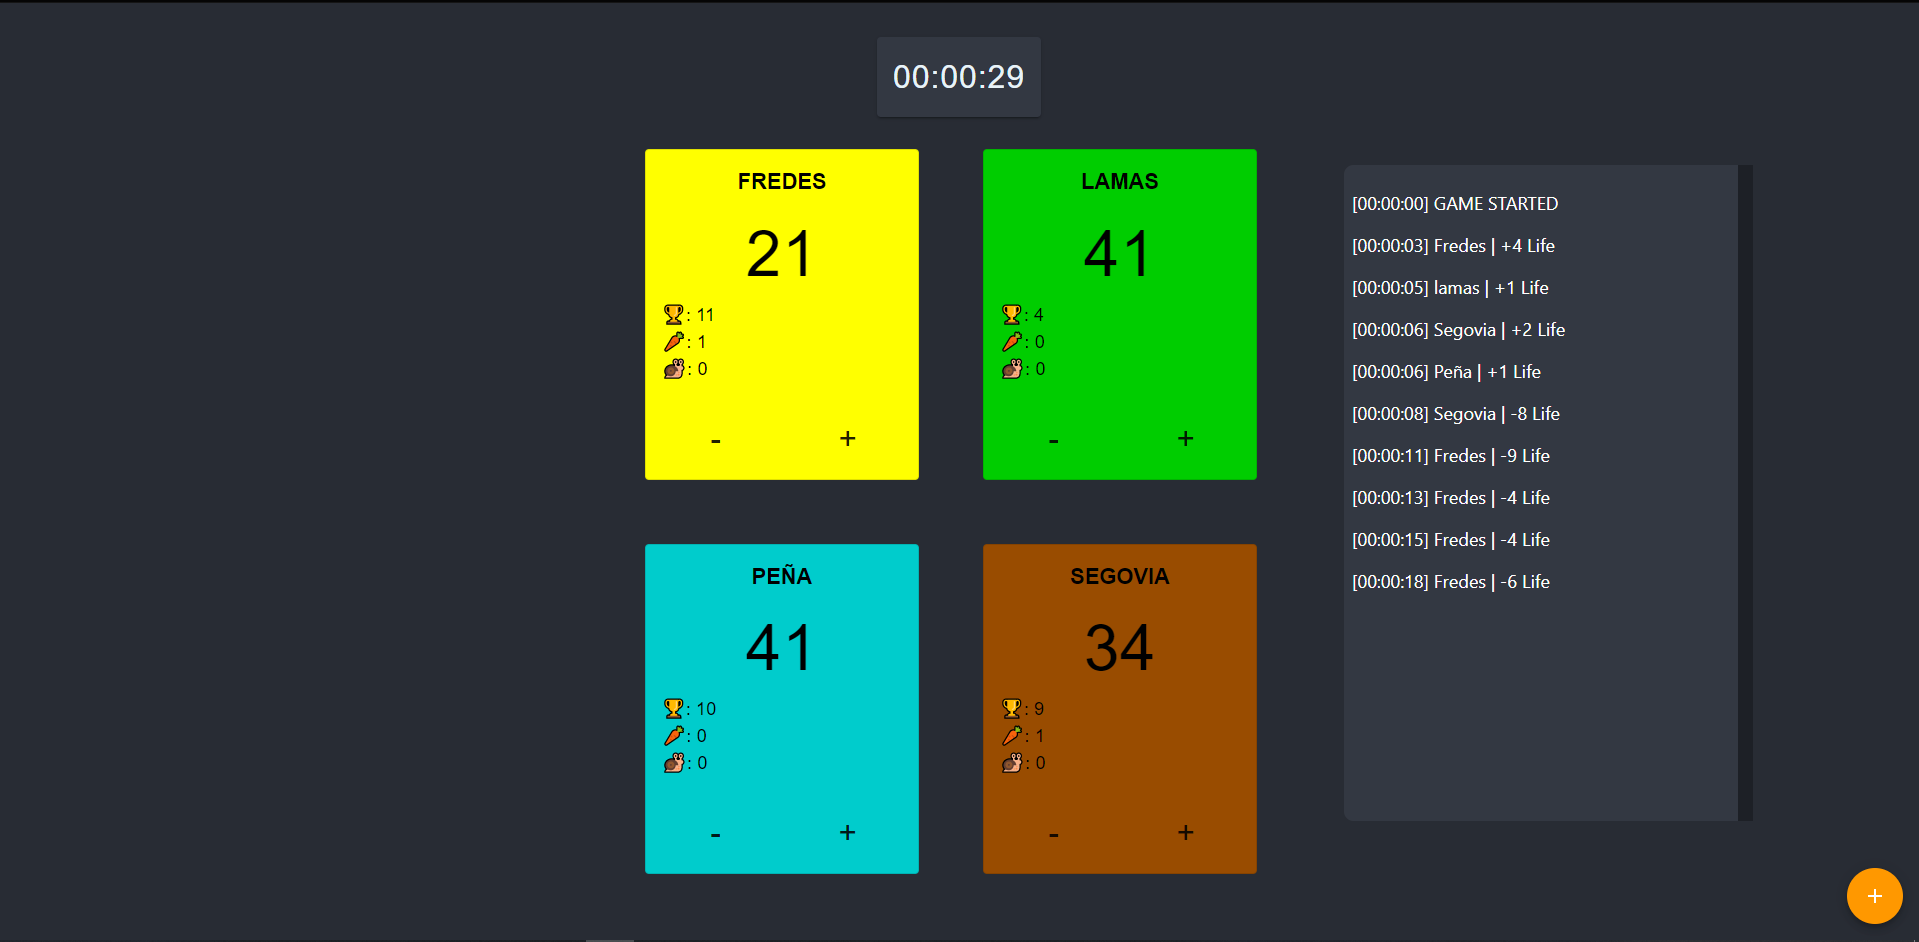 00:00:29
FREDES
21
🏆: 11
🥕: 1
🐌: 0
- +
LAMAS
41
🏆: 4
🥕: 0
🐌: 0
- +
PEÑA
41
🏆: 10
🥕: 0
🐌: 0
- +
SEGOVIA
34
🏆: 9
🥕: 1
🐌: 0
- +
[00:00:00] GAME STARTED
[00:00:03] Fredes | +4 Life
[00:00:05] lamas | +1 Life
[00:00:06] Segovia | +2 Life
[00:00:06] Peña | +1 Life
[00:00:08] Segovia | -8 Life
[00:00:11] Fredes | -9 Life
[00:00:13] Fredes | -4 Life
[00:00:15] Fredes | -4 Life
[00:00:18] Fredes | -6 Life
+